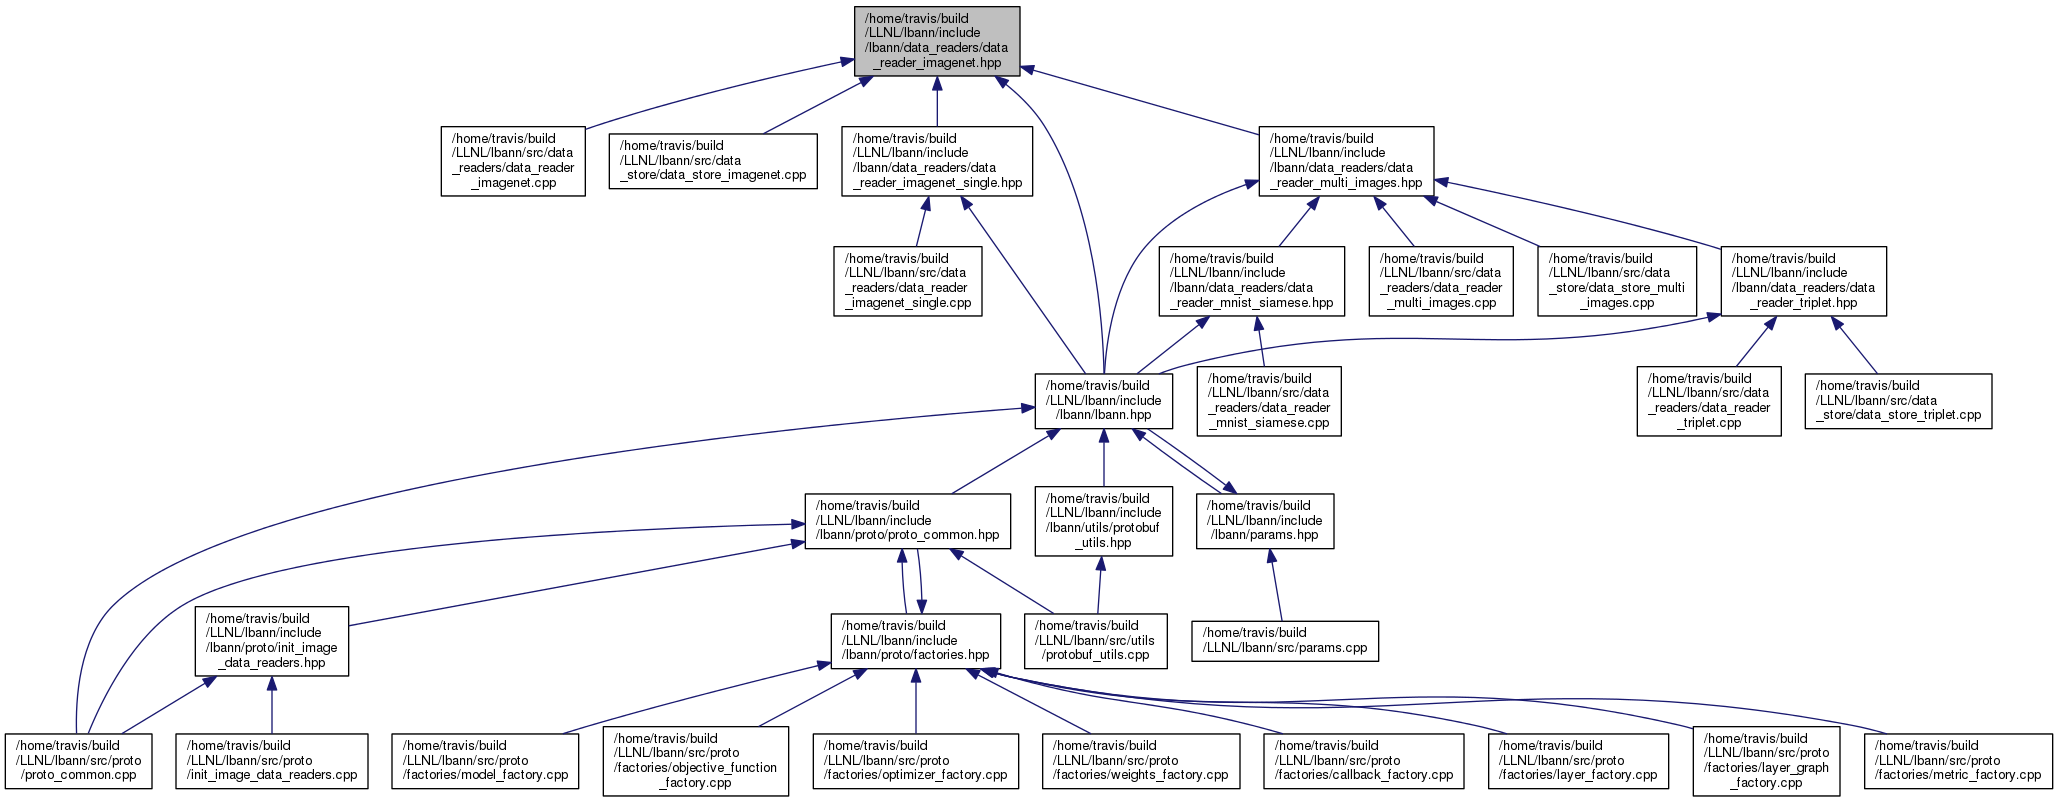 /home/travis/build
/LLNL/lbann/include
/lbann/data_readers/data
_reader_imagenet.hpp
/home/travis/build
/LLNL/lbann/src/data
_readers/data_reader
_imagenet.cpp
/home/travis/build
/LLNL/lbann/src/data
_store/data_store_imagenet.cpp
/home/travis/build
/LLNL/lbann/include
/lbann/data_readers/data
_reader_imagenet_single.hpp
/home/travis/build
/LLNL/lbann/include
/lbann/data_readers/data
_reader_multi_images.hpp
/home/travis/build
/LLNL/lbann/src/data
_readers/data_reader
_imagenet_single.cpp
/home/travis/build
/LLNL/lbann/include
/lbann/data_readers/data
_reader_mnist_siamese.hpp
/home/travis/build
/LLNL/lbann/src/data
_readers/data_reader
_multi_images.cpp
/home/travis/build
/LLNL/lbann/src/data
_store/data_store_multi
_images.cpp
/home/travis/build
/LLNL/lbann/include
/lbann/data_readers/data
_reader_triplet.hpp
/home/travis/build
/LLNL/lbann/include
/lbann/lbann.hpp
/home/travis/build
/LLNL/lbann/src/data
_readers/data_reader
_mnist_siamese.cpp
/home/travis/build
/LLNL/lbann/src/data
_readers/data_reader
_triplet.cpp
/home/travis/build
/LLNL/lbann/src/data
_store/data_store_triplet.cpp
/home/travis/build
/LLNL/lbann/include
/lbann/proto/proto_common.hpp
/home/travis/build
/LLNL/lbann/include
/lbann/utils/protobuf
_utils.hpp
/home/travis/build
/LLNL/lbann/include
/lbann/params.hpp
/home/travis/build
/LLNL/lbann/include
/lbann/proto/init_image
_data_readers.hpp
/home/travis/build
/LLNL/lbann/include
/lbann/proto/factories.hpp
/home/travis/build
/LLNL/lbann/src/utils
/protobuf_utils.cpp
/home/travis/build
/LLNL/lbann/src/params.cpp
/home/travis/build
/LLNL/lbann/src/proto
/proto_common.cpp
/home/travis/build
/LLNL/lbann/src/proto
/init_image_data_readers.cpp
/home/travis/build
/LLNL/lbann/src/proto
/factories/model_factory.cpp
/home/travis/build
/LLNL/lbann/src/proto
/factories/objective_function
_factory.cpp
/home/travis/build
/LLNL/lbann/src/proto
/factories/optimizer_factory.cpp
/home/travis/build
/LLNL/lbann/src/proto
/factories/weights_factory.cpp
/home/travis/build
/LLNL/lbann/src/proto
/factories/callback_factory.cpp
/home/travis/build
/LLNL/lbann/src/proto
/factories/layer_factory.cpp
/home/travis/build
/LLNL/lbann/src/proto
/factories/layer_graph
_factory.cpp
/home/travis/build
/LLNL/lbann/src/proto
/factories/metric_factory.cpp